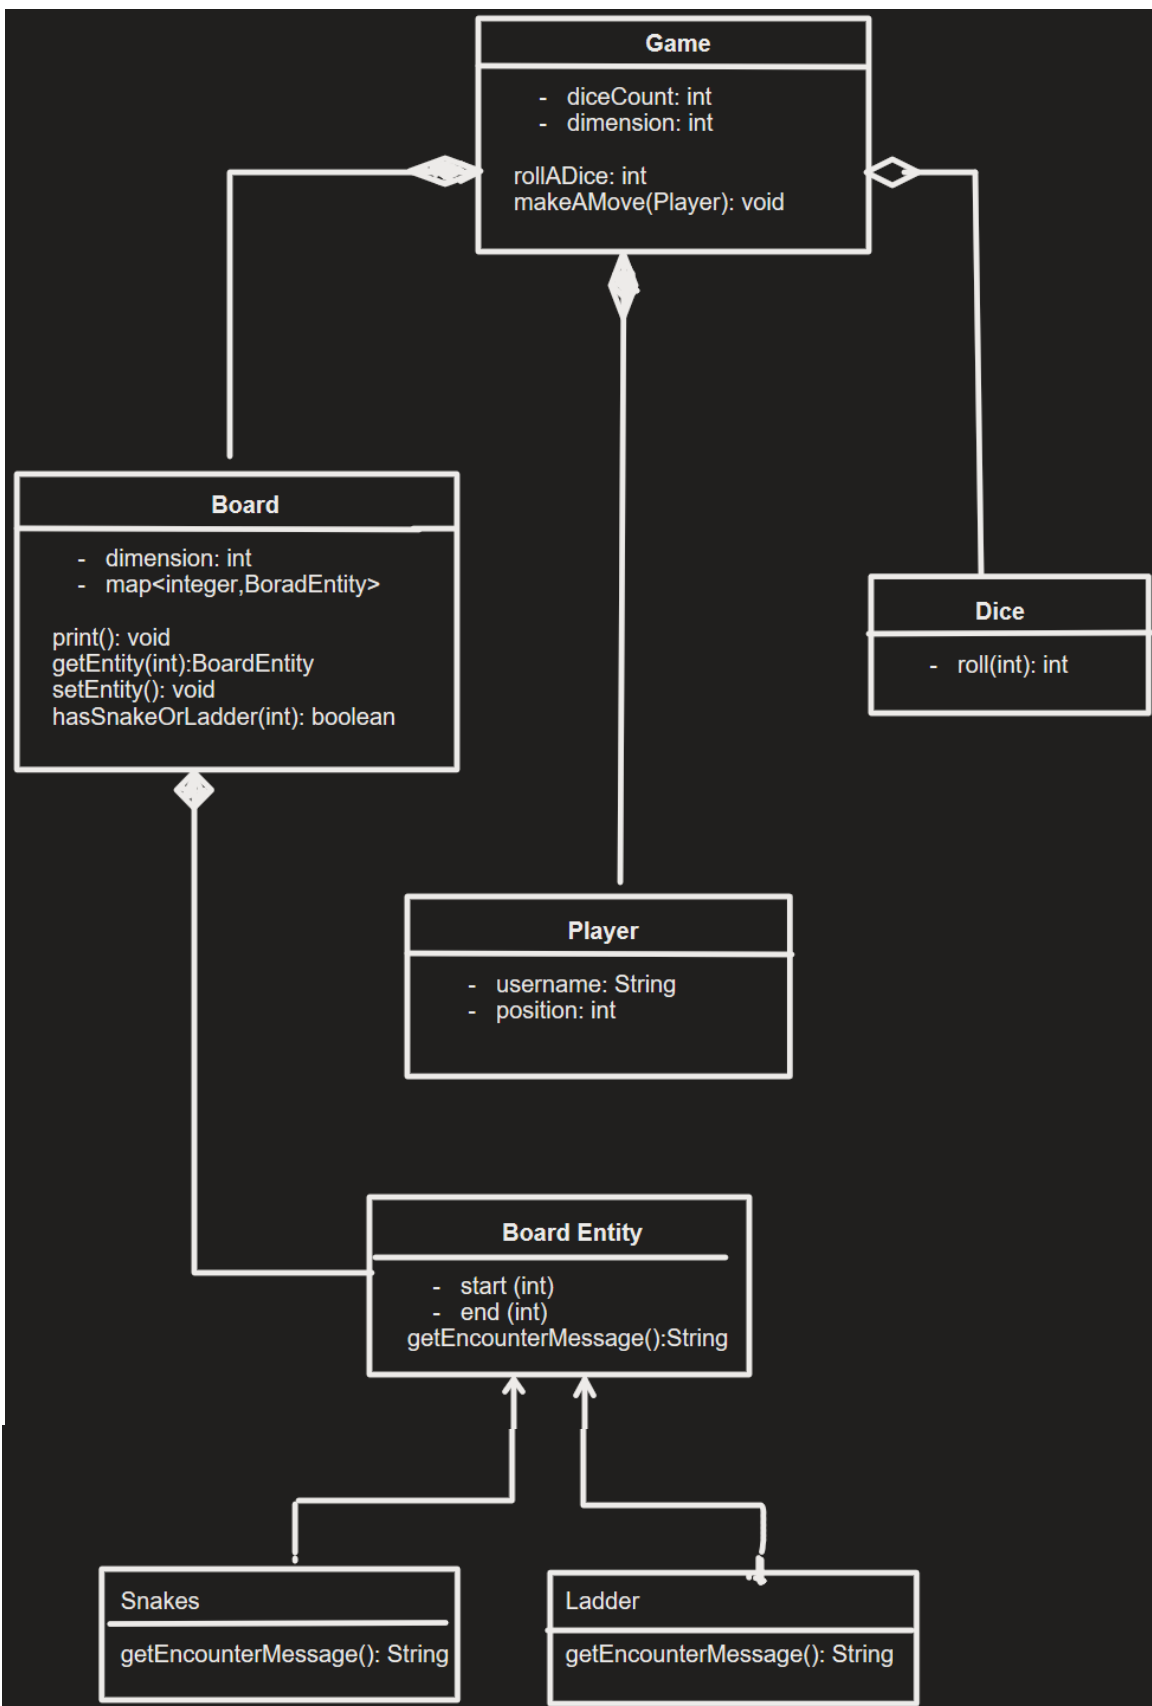 Game
- diceCount: int
- dimension: int
rollADice: int
makeAMove(Player): void
Board
- dimension: int
- map<integer,BoradEntity>
print(): void
getEntity(int):BoardEntity
setEntity(): void
hasSnakeOrLadder(int): boolean
Dice
- roll(int): int
Player
- username: String
- position: int
Board Entity
- start (int)
- end (int)
getEncounterMessage():String
Snakes
getEncounterMessage(): String
Ladder
getEncounterMessage(): String